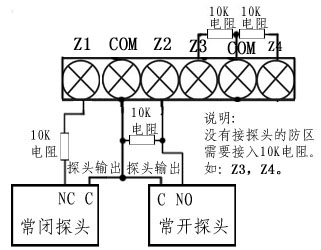 10K 10K
电阻 电阻
Z1 COM Z2 Z3 COM Z4
10K
电阻
10K
电阻
说明:
没有接探头的防区
需要接入10K电阻。
如: Z3, Z4。
探头输出 探头输出
NC C
C NO
常闭探头
常开探头